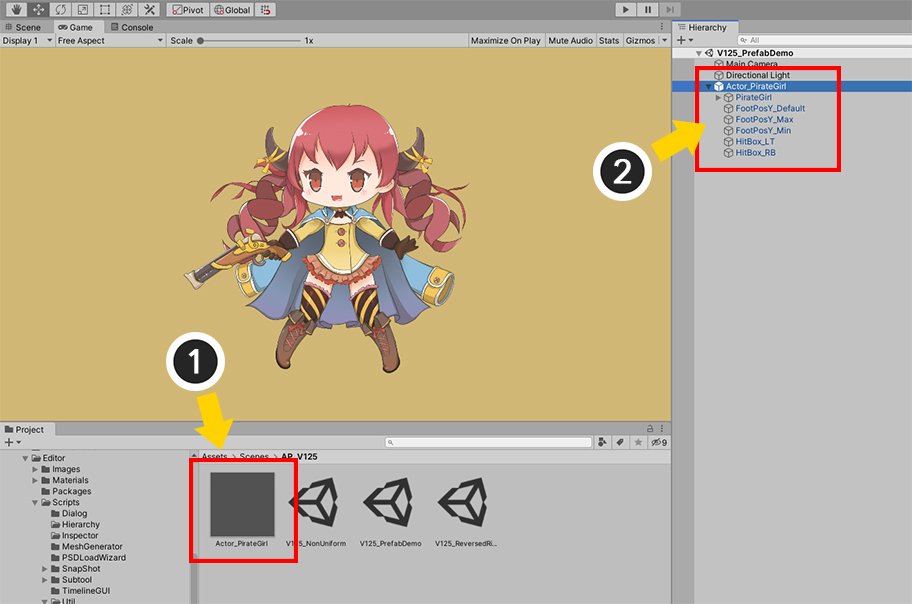 Pivot Global
Scene Game Console
Display 1 Free Aspect Scale 1x Maximize On Play Mute Audio Stats Gizmos
Hierarchy
All
V125_PrefabDemo
Main Camera
Directional Light
Actor_PirateGirl
PirateGirl
FootPosY_Default
FootPosY_Max
FootPosY_Min
HitBox_LT
HitBox_RB
2
1
Project
9
Assets > Scenes > AP_V125
Editor
Images
Materials
Packages
Scripts
Dialog
Hierarchy
Inspector
MeshGenerator
PSDLoadWizard
SnapShot
Subtool
TimelineGUI
Util
Actor_PirateGirl V125_NonUniform V125_PrefabDemo V125_ReversedRi...